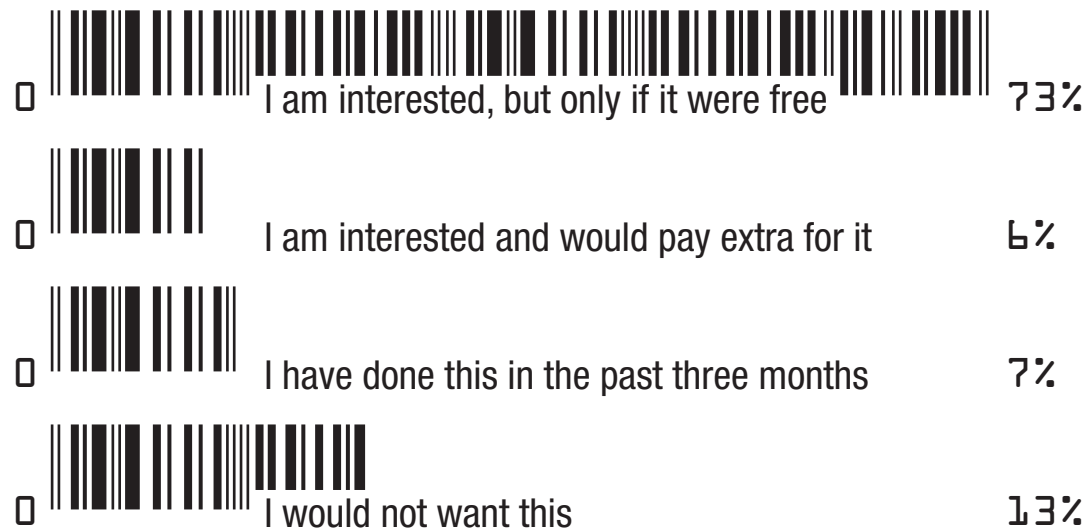 0 I am interested, but only if it were free 73%
0 I am interested and would pay extra for it 6%
0 I have done this in the past three months 7%
0 I would not want this 13%